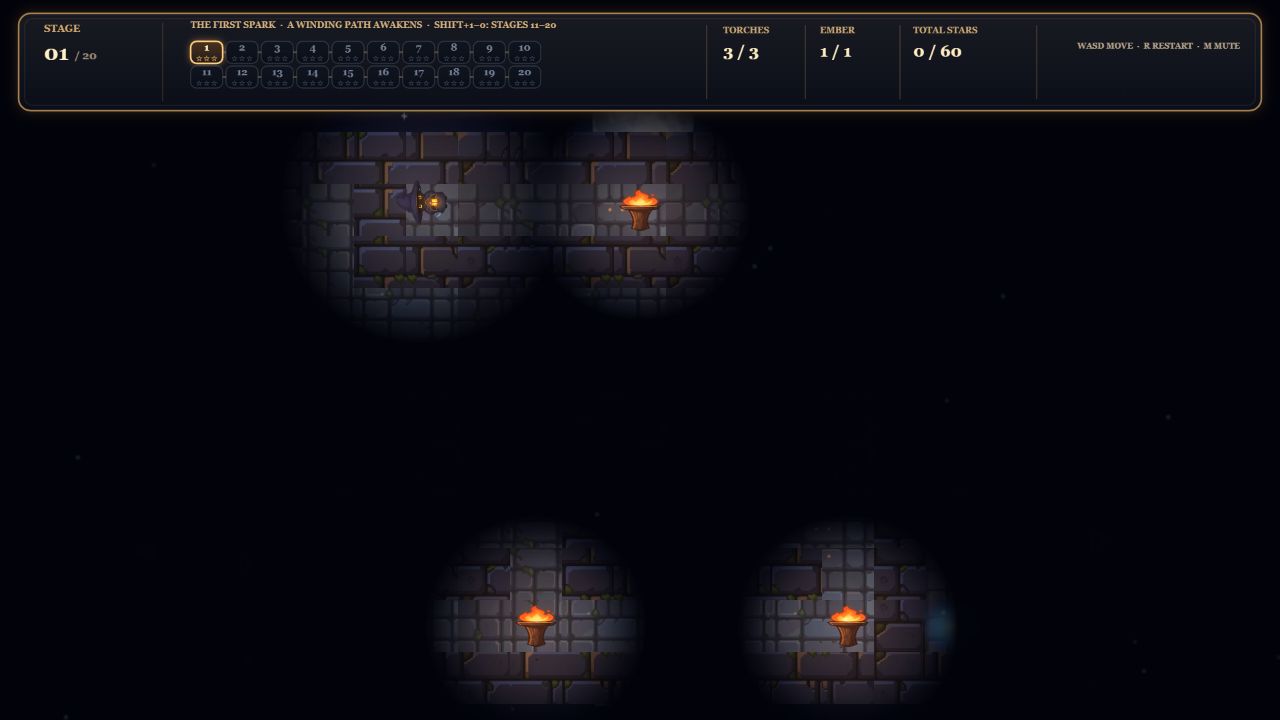 STAGE
01 / 20
THE FIRST SPARK · A WINDING PATH AWAKENS · SHIFT+1–0: STAGES 11–20
1 2 3 4 5 6 7 8 9 10
☆☆☆ ☆☆☆ ☆☆☆ ☆☆☆ ☆☆☆ ☆☆☆ ☆☆☆ ☆☆☆ ☆☆☆ ☆☆☆
11 12 13 14 15 16 17 18 19 20
☆☆☆ ☆☆☆ ☆☆☆ ☆☆☆ ☆☆☆ ☆☆☆ ☆☆☆ ☆☆☆ ☆☆☆ ☆☆☆
TORCHES
3 / 3
EMBER
1 / 1
TOTAL STARS
0 / 60
WASD MOVE · R RESTART · M MUTE